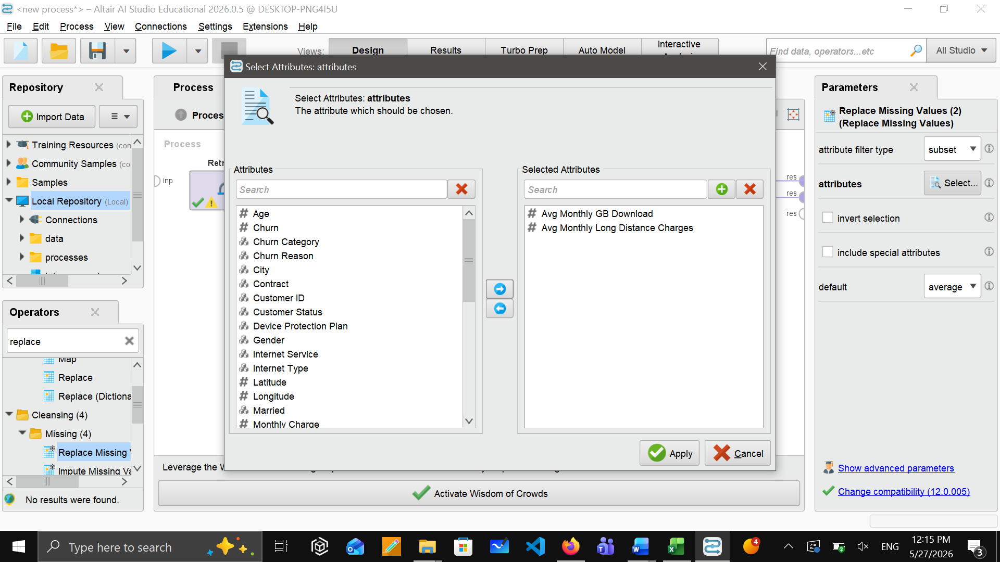 <new process*> – Altair AI Studio Educational 2026.0.5 @ DESKTOP-PNG4I5U
File Edit Process View Connections Settings Extensions Help
Views:
Design
Results
Turbo Prep
Auto Model
Interactive
Find data, operators...etc
All Studio
Repository
Import Data
Training Resources (con
Community Samples (co
Samples
Local Repository (Local)
Connections
data
processes
Operators
replace
Map
Replace
Replace (Dictiona
Cleansing (4)
Missing (4)
Replace Missing V
Impute Missing Va
No results were found.
Process
Proces
Process
Retr
inp
res
res
res
Leverage the W
Activate Wisdom of Crowds
Select Attributes: attributes
Select Attributes: attributes
The attribute which should be chosen.
Attributes
Search
Age
Churn
Churn Category
Churn Reason
City
Contract
Customer ID
Customer Status
Device Protection Plan
Gender
Internet Service
Internet Type
Latitude
Longitude
Married
Monthly Charge
Selected Attributes
Search
Avg Monthly GB Download
Avg Monthly Long Distance Charges
Apply
Cancel
Parameters
Replace Missing Values (2)
(Replace Missing Values)
attribute filter type
subset
attributes
Select...
invert selection
include special attributes
default
average
Show advanced parameters
Change compatibility (12.0.005)
Type here to search
4
ENG
12:15 PM
5/27/2026
3